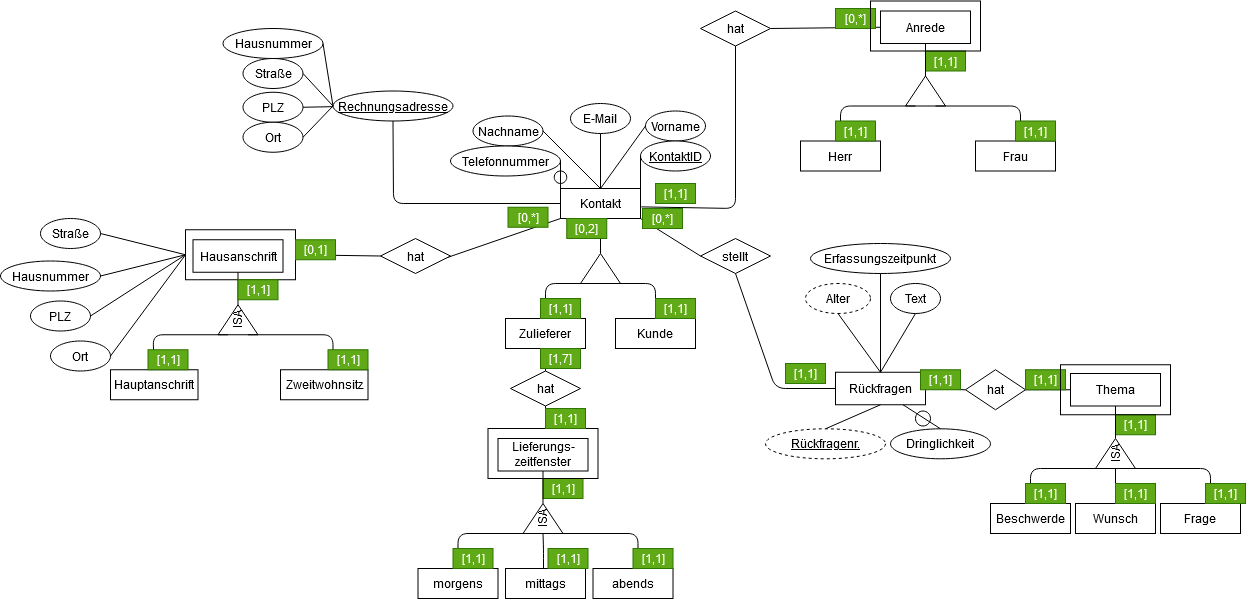 hat
[0,*]
Anrede
[1,1]
Hausnummer
Straße
PLZ
Ort
Rechnungsadresse
Nachname
E-Mail
Vorname
Telefonnummer
KontaktID
[1,1]
[1,1]
Herr
Frau
Kontakt
[1,1]
[0,*]
[0,2]
[0,*]
Straße
Hausnummer
PLZ
Ort
Hausanschrift
[0,1]
hat
[1,1]
ISA
[1,1]
[1,1]
Hauptanschrift
Zweitwohnsitz
stellt
Erfassungszeitpunkt
Alter
Text
[1,1]
[1,1]
Zulieferer
Kunde
[1,7]
hat
[1,1]
Lieferungs-
zeitfenster
[1,1]
ISA
[1,1]
[1,1]
[1,1]
morgens
mittags
abends
[1,1]
Rückfragen
[1,1]
hat
[1,1]
Thema
Rückfragenr.
Dringlichkeit
[1,1]
ISA
[1,1]
[1,1]
[1,1]
Beschwerde
Wunsch
Frage